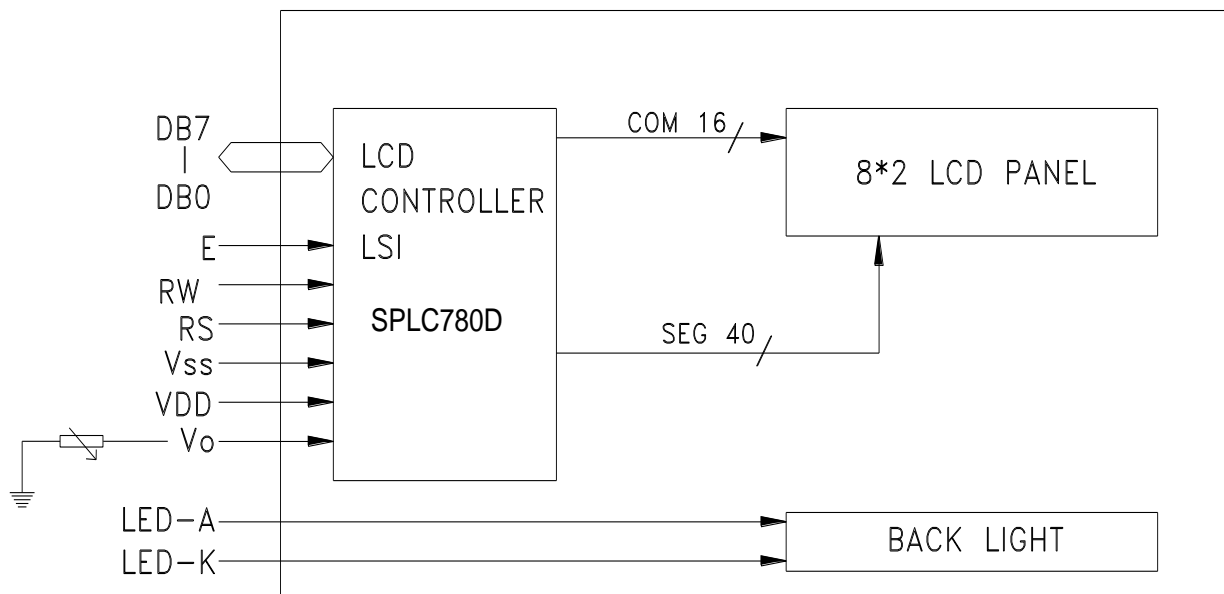 DB7
|
DB0
E
RW
RS
Vss
VDD
Vo
LED-A
LED-K
LCD
CONTROLLER
LSI
SPLC780D
COM 16
SEG 40
8*2 LCD PANEL
BACK LIGHT